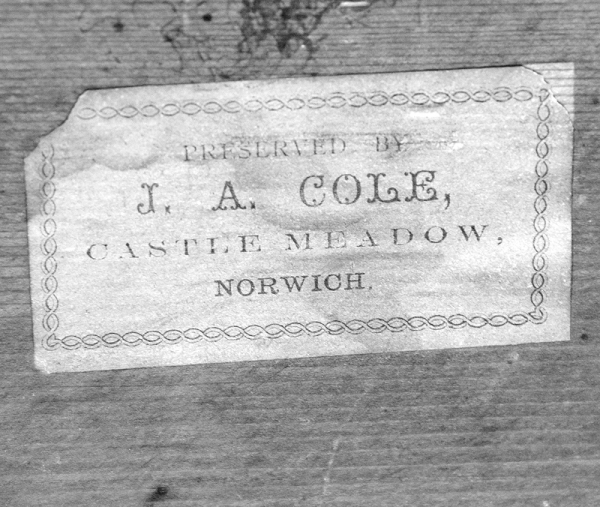 PRESERVED BY
J. A. COLE,
CASTLE MEADOW,
NORWICH.